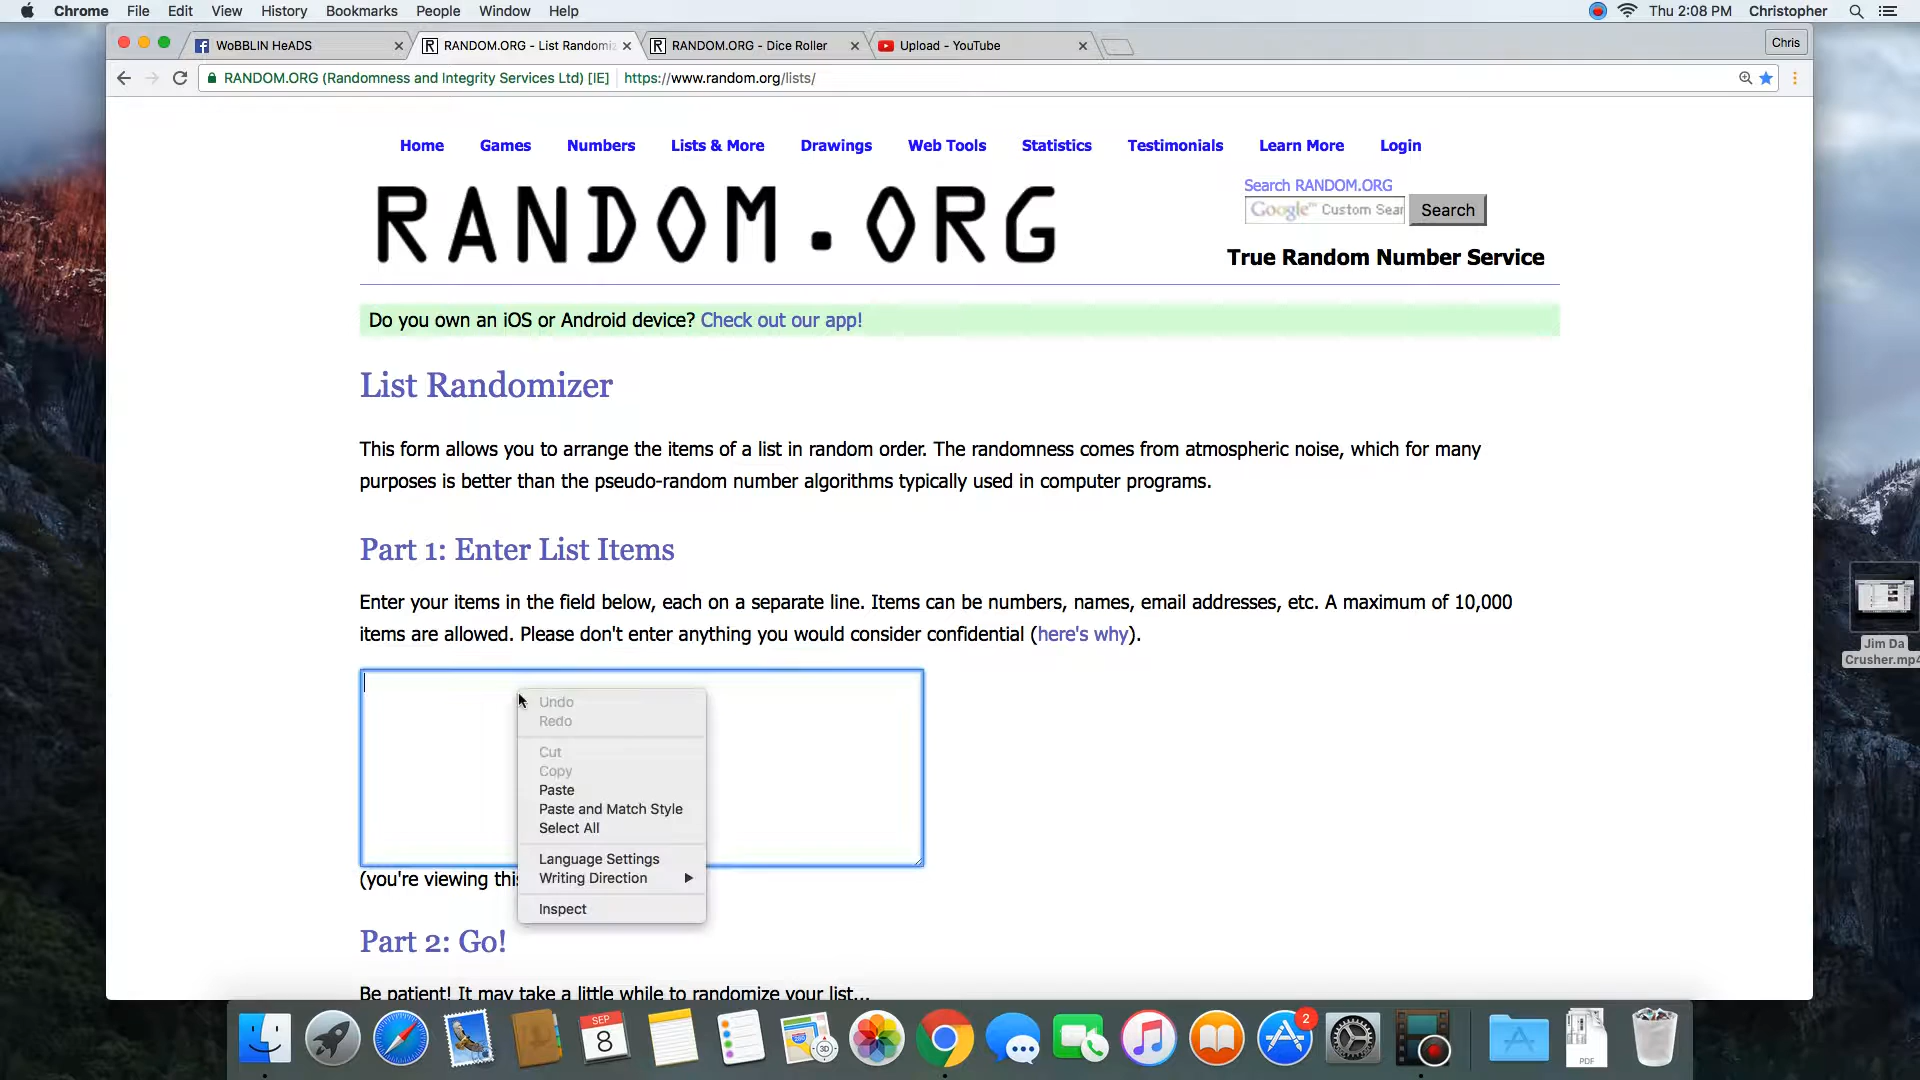 Chrome File Edit View History Bookmarks People Window Help Thu 2:08 PM Christopher
WoBBLIN HeADS RANDOM.ORG - List Randomiz RANDOM.ORG - Dice Roller Upload - YouTube Chris
RANDOM.ORG (Randomness and Integrity Services Ltd) [IE] https://www.random.org/lists/
Home Games Numbers Lists & More Drawings Web Tools Statistics Testimonials Learn More Login
RANDOM.ORG
Search RANDOM.ORG
Google™ Custom Sear Search
True Random Number Service
Do you own an iOS or Android device? Check out our app!
List Randomizer
This form allows you to arrange the items of a list in random order. The randomness comes from atmospheric noise, which for many
purposes is better than the pseudo-random number algorithms typically used in computer programs.
Part 1: Enter List Items
Enter your items in the field below, each on a separate line. Items can be numbers, names, email addresses, etc. A maximum of 10,000
items are allowed. Please don't enter anything you would consider confidential (here's why).
Undo
Redo
Cut
Copy
Paste
Paste and Match Style
Select All
Language Settings
Writing Direction
Inspect
(you're viewing this
Part 2: Go!
Be patient! It may take a little while to randomize your list...
Jim Da
Crusher.mp4
SEP
8
280
3D
2
PDF